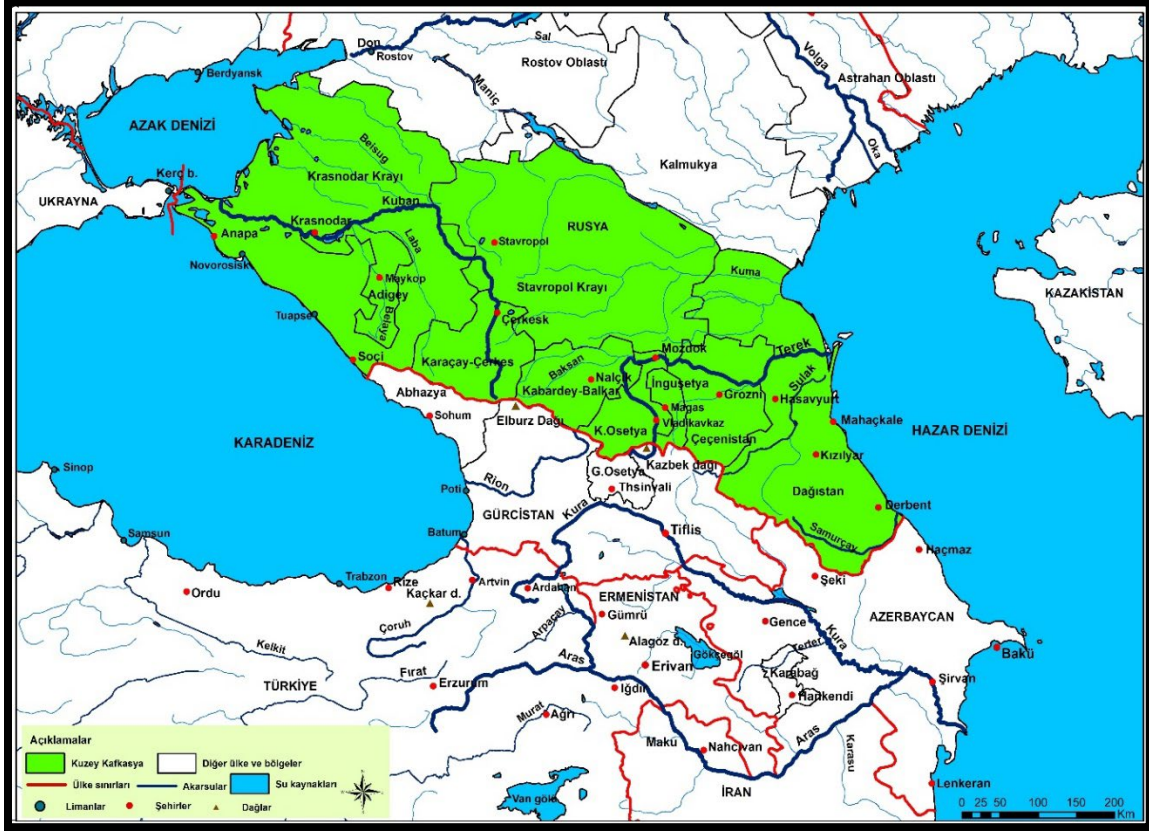 Don
Rostov
Sal
Rostov Oblastı
Volga
Astrahan Oblastı
Berdyansk
Maniç
AZAK DENİZİ
Beisug
Oka
Kalmukya
Kerç b.
Krasnodar Krayı
UKRAYNA
Kuban
RUSYA
Krasnodar
Anapa
Laba
Stavropol
Novorosisk
Kuma
Maykop
Stavropol Krayı
KAZAKİSTAN
Adigey
Belaya
Tuapse
Çerkesk
Terek
Mozdok
Soçi
Karaçay-Çerkes
Baksan
Nalçik
İnguşetya
Sulak
Abhazya
Kabardey-Balkar
Grozni
Hasavyurt
Magas
Sohum
Elburz Dağı
Vladikavkaz
Mahaçkale
K.Osetya
Çeçenistan
HAZAR DENİZİ
KARADENİZ
Kızılyar
Kazbek dağı
G.Osetya
Sinop
Rion
Thsinvali
Dağıstan
Poti
Derbent
GÜRCİSTAN
Kura
Samurçay
Samsun
Batum
Tiflis
Haçmaz
Trabzon
Rize
Artvin
Şeki
Ordu
Kaçkar d.
Ardahan
ERMENİSTAN
AZERBAYCAN
Gümrü
Gence
Çoruh
Arpaçay
Alagöz d.
Kura
Kelkit
Terter
Bakü
Aras
Gökçegöl
Fırat
Erivan
Karabağ
TÜRKİYE
Erzurum
Iğdır
Hankendi
Şirvan
Murat
Ağrı
Aras
Makü
Nahcıvan
Karasu
Lenkeran
İRAN
Van gölü
Açıklamalar
Kuzey Kafkasya
Diğer ülke ve bölgeler
Ülke sınırları
Akarsular
Su kaynakları
Limanlar
Şehirler
Dağlar
0 25 50 100 150 200
Km